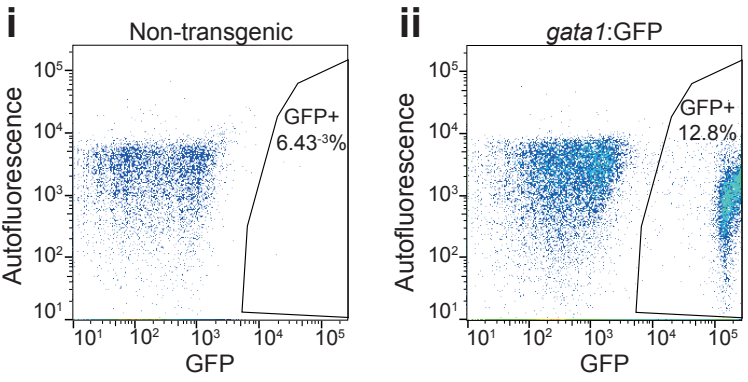 i
Non-transgenic
Autofluorescence
10⁵
10⁴
10³
10²
10¹
GFP+
6.43⁻³%
10¹ 10² 10³ 10⁴ 10⁵
GFP
ii
gata1:GFP
Autofluorescence
10⁵
10⁴
10³
10²
10¹
GFP+
12.8%
10¹ 10² 10³ 10⁴ 10⁵
GFP